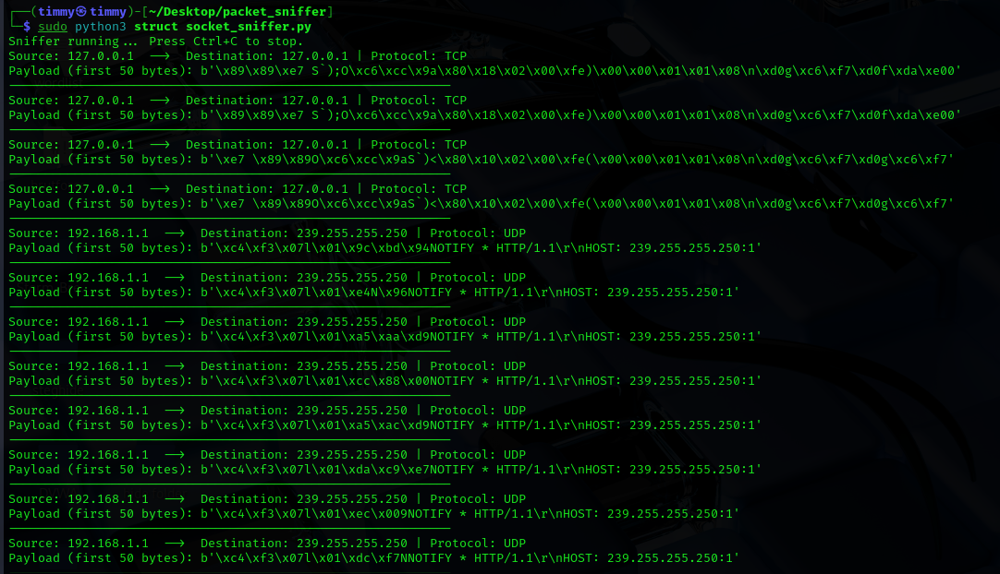 ┌──(timmy㉿timmy)-[~/Desktop/packet_sniffer]
└─$ sudo python3 struct socket_sniffer.py
Sniffer running... Press Ctrl+C to stop.
Source: 127.0.0.1  -->  Destination: 127.0.0.1 | Protocol: TCP
Payload (first 50 bytes): b'\x89\x89\xe7 S`);O\xc6\xcc\x9a\x80\x18\x02\x00\xfe)\x00\x00\x01\x01\x08\n\xd0g\xc6\xf7\xd0f\xda\xe00'
------------------------------------------------------------
Source: 127.0.0.1  -->  Destination: 127.0.0.1 | Protocol: TCP
Payload (first 50 bytes): b'\x89\x89\xe7 S`);O\xc6\xcc\x9a\x80\x18\x02\x00\xfe)\x00\x00\x01\x01\x08\n\xd0g\xc6\xf7\xd0f\xda\xe00'
------------------------------------------------------------
Source: 127.0.0.1  -->  Destination: 127.0.0.1 | Protocol: TCP
Payload (first 50 bytes): b'\xe7 \x89\x89O\xc6\xcc\x9aS`)<\x80\x10\x02\x00\xfe(\x00\x00\x01\x01\x08\n\xd0g\xc6\xf7\xd0g\xc6\xf7'
------------------------------------------------------------
Source: 127.0.0.1  -->  Destination: 127.0.0.1 | Protocol: TCP
Payload (first 50 bytes): b'\xe7 \x89\x89O\xc6\xcc\x9aS`)<\x80\x10\x02\x00\xfe(\x00\x00\x01\x01\x08\n\xd0g\xc6\xf7\xd0g\xc6\xf7'
------------------------------------------------------------
Source: 192.168.1.1  -->  Destination: 239.255.255.250 | Protocol: UDP
Payload (first 50 bytes): b'\xc4\xf3\x07l\x01\x9c\xbd\x94NOTIFY * HTTP/1.1\r\nHOST: 239.255.255.250:1'
------------------------------------------------------------
Source: 192.168.1.1  -->  Destination: 239.255.255.250 | Protocol: UDP
Payload (first 50 bytes): b'\xc4\xf3\x07l\x01\xe4N\x96NOTIFY * HTTP/1.1\r\nHOST: 239.255.255.250:1'
------------------------------------------------------------
Source: 192.168.1.1  -->  Destination: 239.255.255.250 | Protocol: UDP
Payload (first 50 bytes): b'\xc4\xf3\x07l\x01\xa5\xaa\xd9NOTIFY * HTTP/1.1\r\nHOST: 239.255.255.250:1'
------------------------------------------------------------
Source: 192.168.1.1  -->  Destination: 239.255.255.250 | Protocol: UDP
Payload (first 50 bytes): b'\xc4\xf3\x07l\x01\xcc\x88\x00NOTIFY * HTTP/1.1\r\nHOST: 239.255.255.250:1'
------------------------------------------------------------
Source: 192.168.1.1  -->  Destination: 239.255.255.250 | Protocol: UDP
Payload (first 50 bytes): b'\xc4\xf3\x07l\x01\xa5\xac\xd9NOTIFY * HTTP/1.1\r\nHOST: 239.255.255.250:1'
------------------------------------------------------------
Source: 192.168.1.1  -->  Destination: 239.255.255.250 | Protocol: UDP
Payload (first 50 bytes): b'\xc4\xf3\x07l\x01\xda\xc9\xe7NOTIFY * HTTP/1.1\r\nHOST: 239.255.255.250:1'
------------------------------------------------------------
Source: 192.168.1.1  -->  Destination: 239.255.255.250 | Protocol: UDP
Payload (first 50 bytes): b'\xc4\xf3\x07l\x01\xec\x009NOTIFY * HTTP/1.1\r\nHOST: 239.255.255.250:1'
------------------------------------------------------------
Source: 192.168.1.1  -->  Destination: 239.255.255.250 | Protocol: UDP
Payload (first 50 bytes): b'\xc4\xf3\x07l\x01\xdc\xf7NNOTIFY * HTTP/1.1\r\nHOST: 239.255.255.250:1'
------------------------------------------------------------